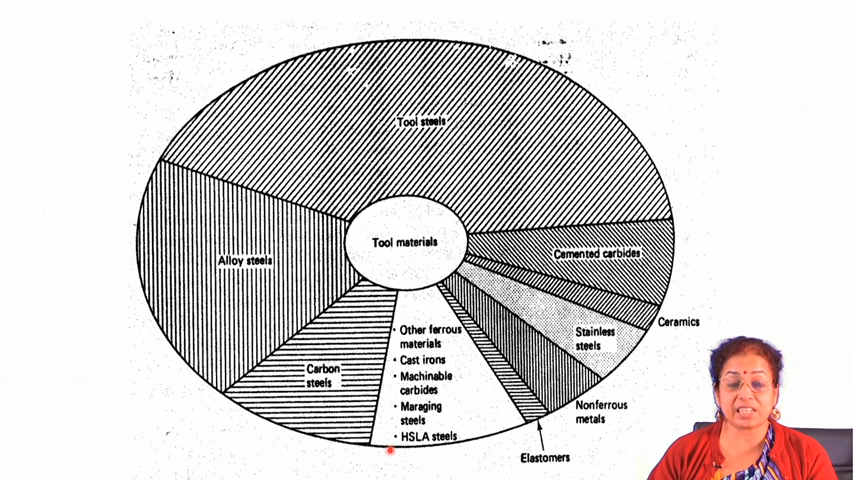 Tool steels
Tool materials
Alloy steels
Cemented carbides
Ceramics
Stainless
steels
Nonferrous
metals
Elastomers
• Other ferrous
materials
• Cast irons
• Machinable
carbides
• Maraging
steels
• HSLA steels
Carbon
steels